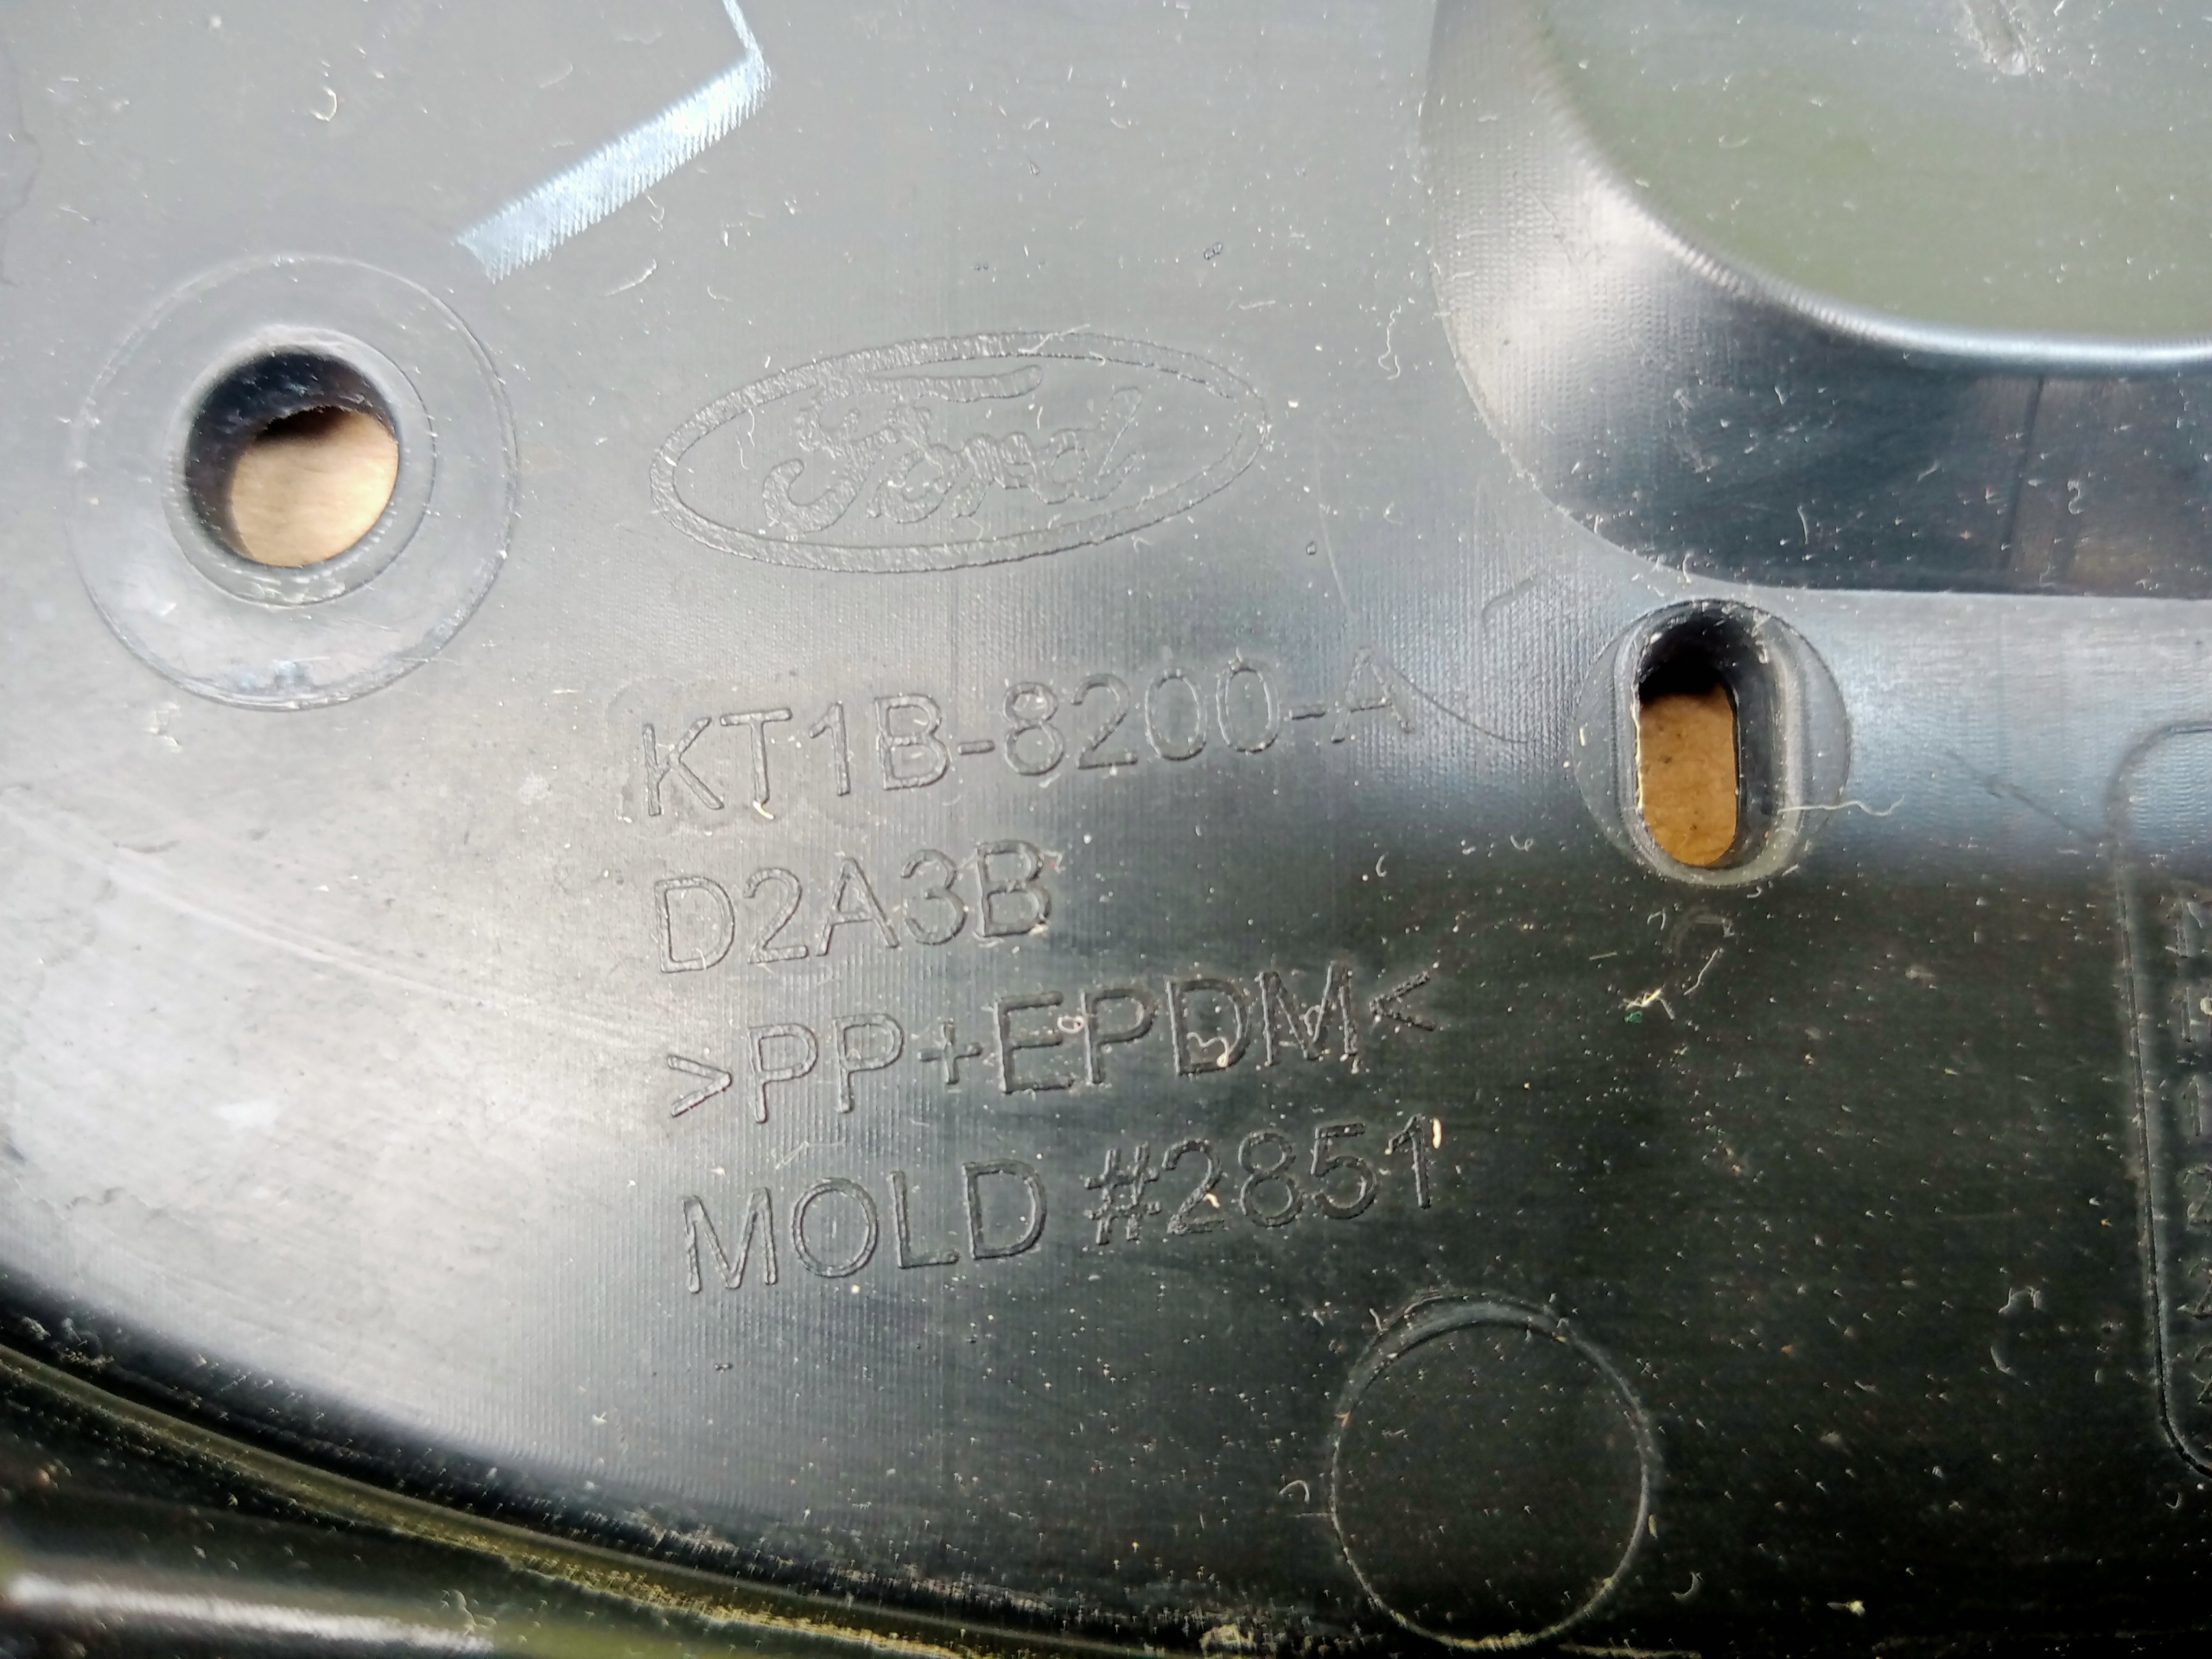 Ford
KT1B-8200-A
D2A3B
>PP+EPDM<
MOLD #2851